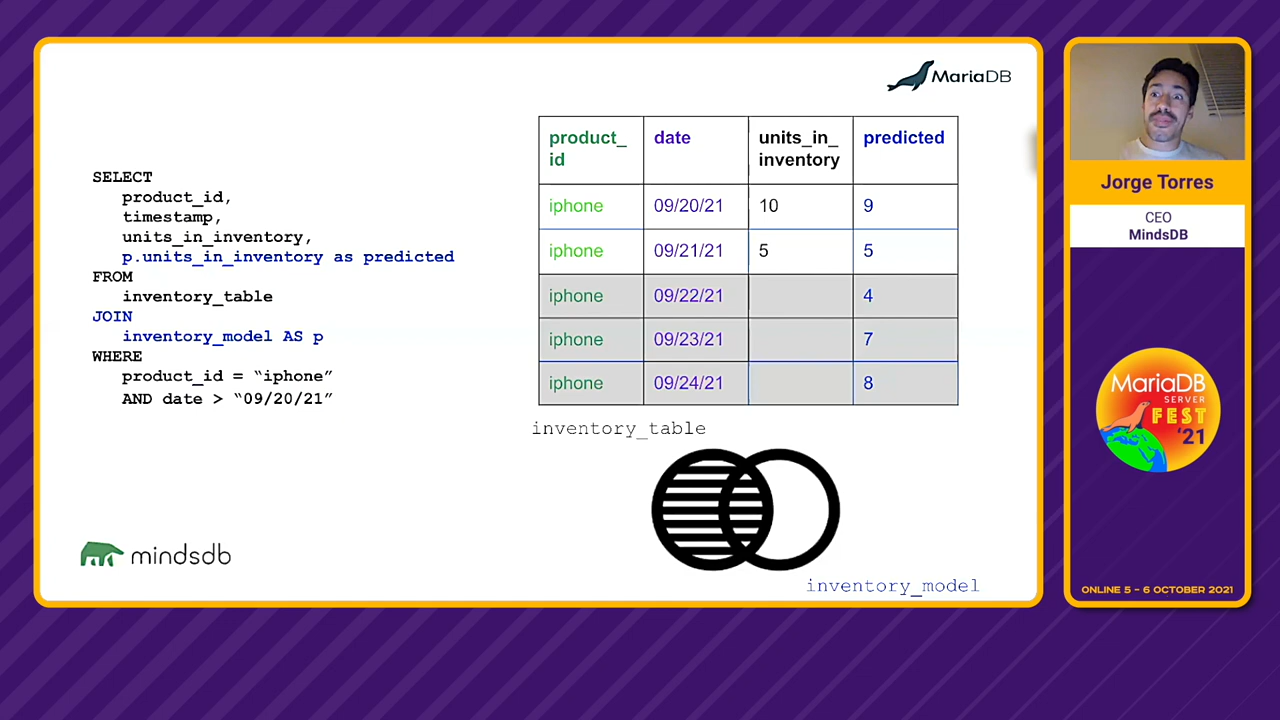 MariaDB
SELECT
product_id,
timestamp,
units_in_inventory,
p.units_in_inventory as predicted
FROM
inventory_table
JOIN
inventory_model AS p
WHERE
product_id = “iphone”
AND date > “09/20/21”
product_ id date units_in_ inventory predicted
iphone 09/20/21 10 9
iphone 09/21/21 5 5
iphone 09/22/21 4
iphone 09/23/21 7
iphone 09/24/21 8
inventory_table
inventory_model
mindsdb
Jorge Torres
CEO
MindsDB
MariaDB
SERVER
FEST
'21
ONLINE 5 - 6 OCTOBER 2021